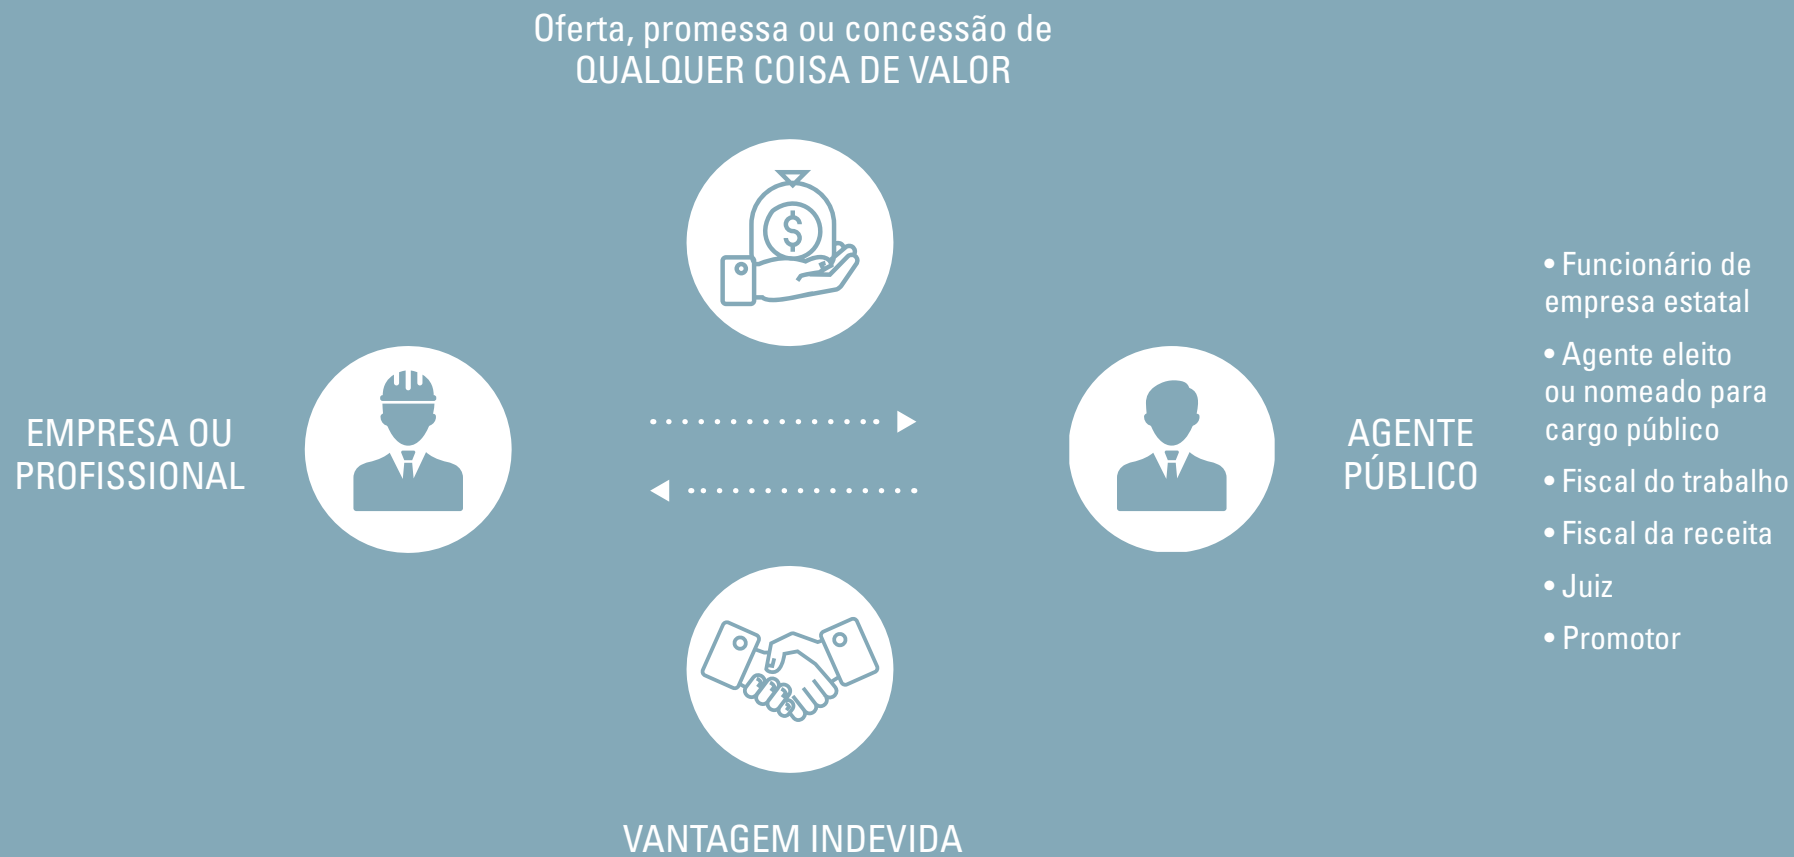 Oferta, promessa ou concessão de
QUALQUER COISA DE VALOR
$
EMPRESA OU
PROFISSIONAL
AGENTE
PÚBLICO
• Funcionário de
empresa estatal
• Agente eleito
ou nomeado para
cargo público
• Fiscal do trabalho
• Fiscal da receita
• Juiz
• Promotor
VANTAGEM INDEVIDA